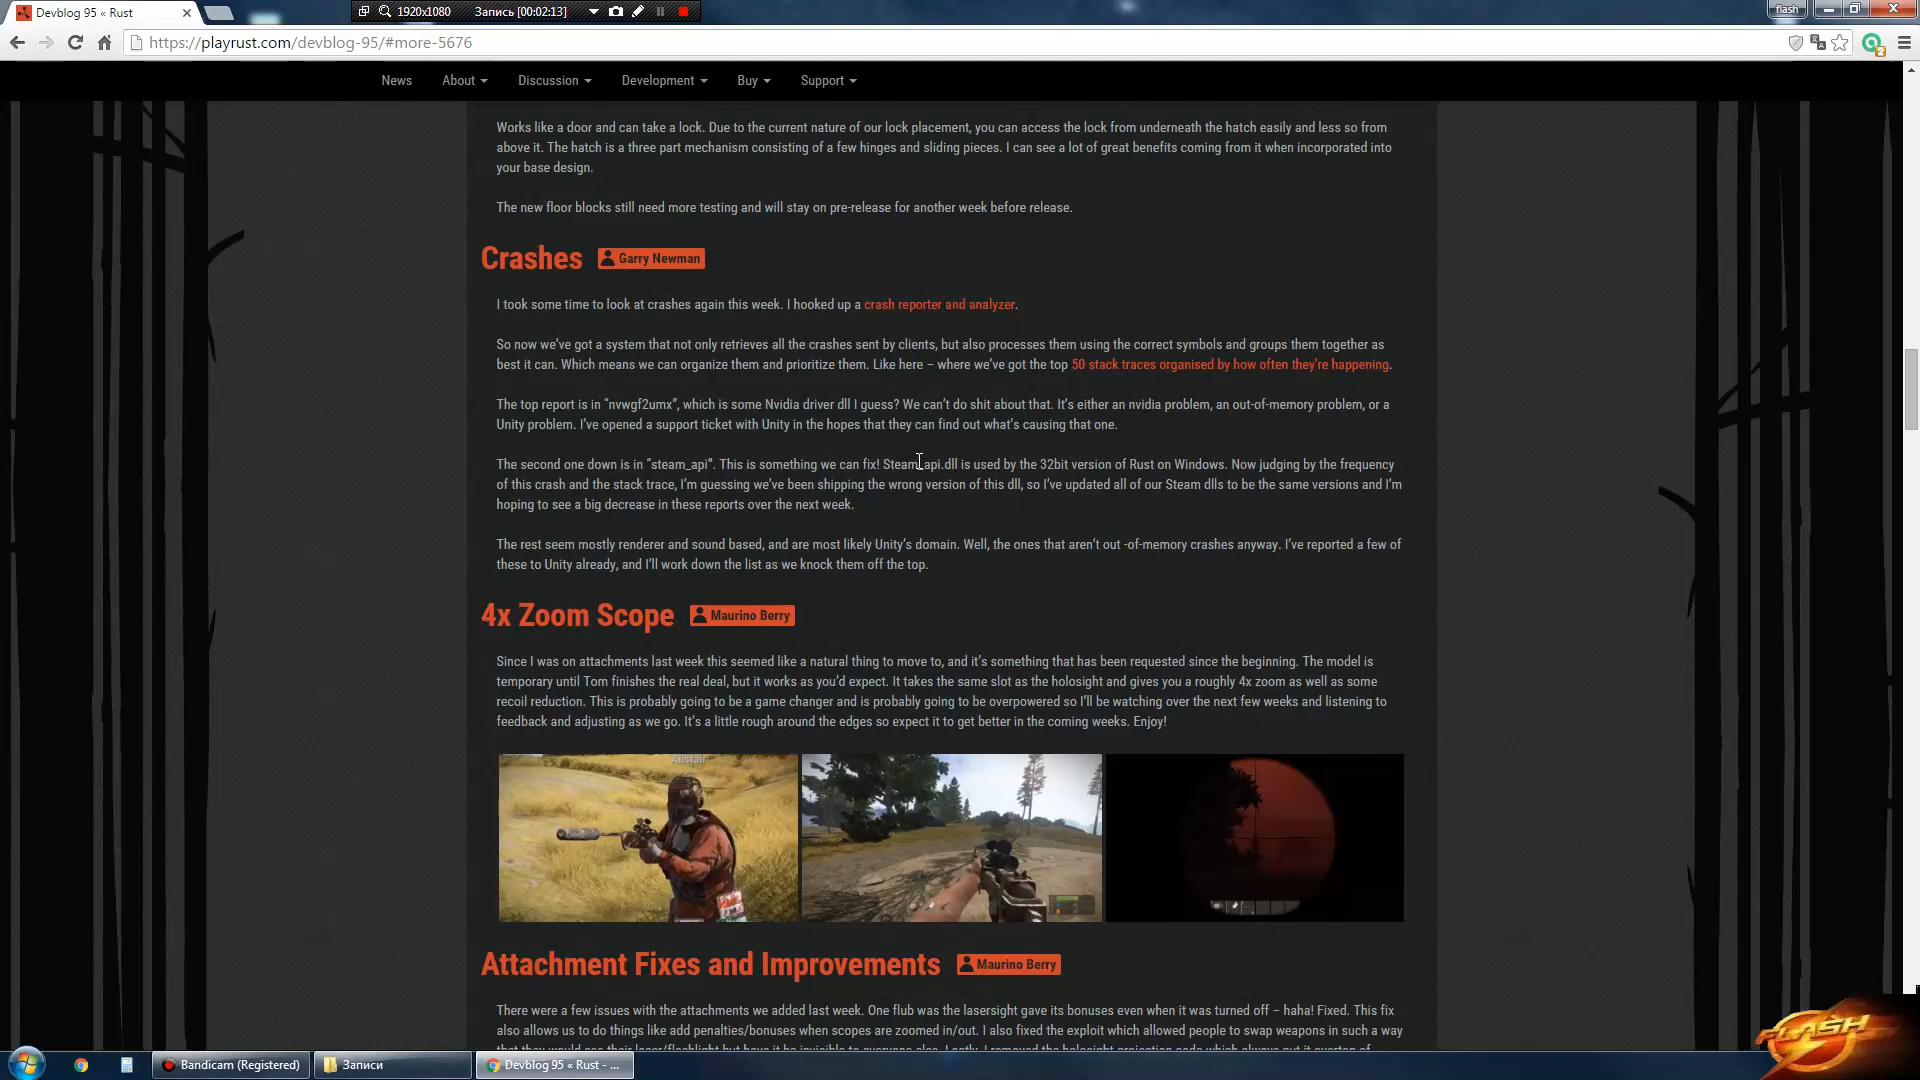 Devblog 95 « Rust
1920x1080
Запись [00:02:13]
flash
https://playrust.com/devblog-95/#more-5676
2
News
About
Discussion
Development
Buy
Support
Works like a door and can take a lock. Due to the current nature of our lock placement, you can access the lock from underneath the hatch easily and less so from
above it. The hatch is a three part mechanism consisting of a few hinges and sliding pieces. I can see a lot of great benefits coming from it when incorporated into
your base design.
The new floor blocks still need more testing and will stay on pre-release for another week before release.
Crashes
Garry Newman
I took some time to look at crashes again this week. I hooked up a crash reporter and analyzer.
So now we've got a system that not only retrieves all the crashes sent by clients, but also processes them using the correct symbols and groups them together as
best it can. Which means we can organize them and prioritize them. Like here – where we've got the top 50 stack traces organised by how often they're happening.
The top report is in "nvwgf2umx", which is some Nvidia driver dll I guess? We can't do shit about that. It's either an nvidia problem, an out-of-memory problem, or a
Unity problem. I've opened a support ticket with Unity in the hopes that they can find out what's causing that one.
The second one down is in "steam_api". This is something we can fix! Steam_api.dll is used by the 32bit version of Rust on Windows. Now judging by the frequency
of this crash and the stack trace, I'm guessing we've been shipping the wrong version of this dll, so I've updated all of our Steam dlls to be the same versions and I'm
hoping to see a big decrease in these reports over the next week.
The rest seem mostly renderer and sound based, and are most likely Unity's domain. Well, the ones that aren't out -of-memory crashes anyway. I've reported a few of
these to Unity already, and I'll work down the list as we knock them off the top.
4x Zoom Scope
Maurino Berry
Since I was on attachments last week this seemed like a natural thing to move to, and it's something that has been requested since the beginning. The model is
temporary until Tom finishes the real deal, but it works as you'd expect. It takes the same slot as the holosight and gives you a roughly 4x zoom as well as some
recoil reduction. This is probably going to be a game changer and is probably going to be overpowered so I'll be watching over the next few weeks and listening to
feedback and adjusting as we go. It's a little rough around the edges so expect it to get better in the coming weeks. Enjoy!
Alistair
Attachment Fixes and Improvements
Maurino Berry
There were a few issues with the attachments we added last week. One flub was the lasersight gave its bonuses even when it was turned off – haha! Fixed. This fix
also allows us to do things like add penalties/bonuses when scopes are zoomed in/out. I also fixed the exploit which allowed people to swap weapons in such a way
FLASH
Bandicam (Registered)
Записи
Devblog 95 « Rust - ...